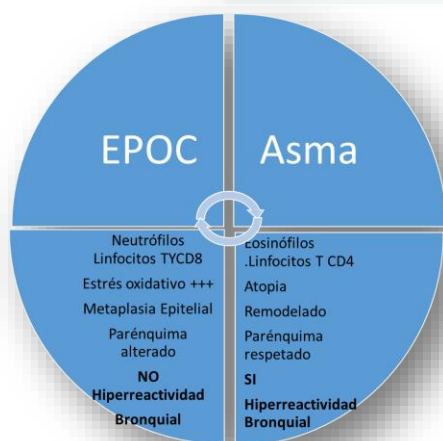 EPOC
Asma
Neutrófilos
Linfocitos TYCD8
Estrés oxidativo +++
Metaplasia Epitelial
Parénquima
alterado
NO
Hiperreactividad
Bronquial
Eosinófilos
.Linfocitos T CD4
Atopia
Remodelado
Parénquima
respetado
SI
Hiperreactividad
Bronquial